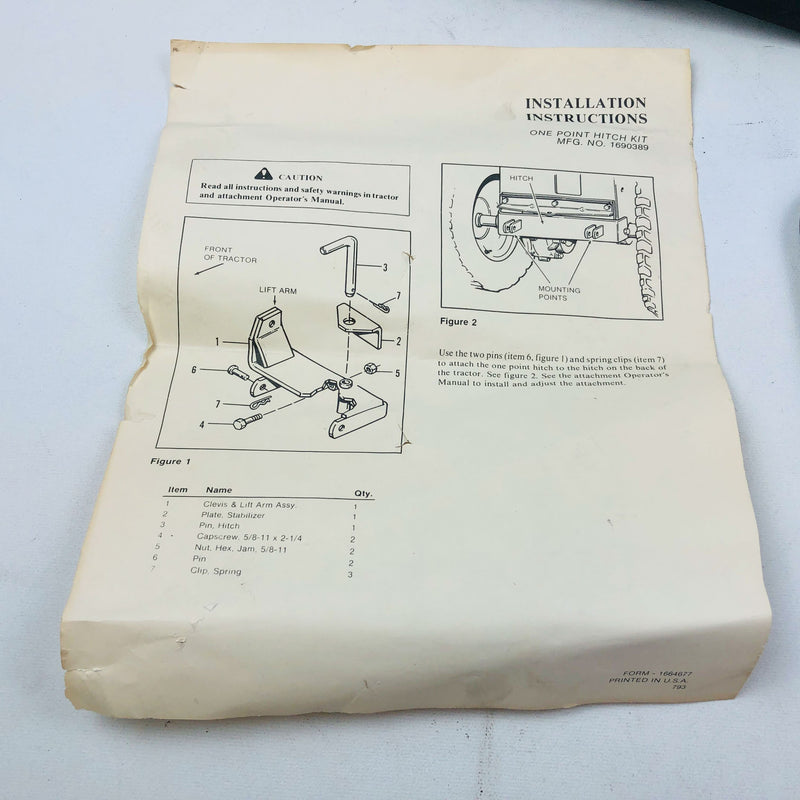 INSTALLATION
INSTRUCTIONS
ONE POINT HITCH KIT
MFG. NO. 1690389
CAUTION
Read all instructions and safety warnings in tractor
and attachment Operator's Manual.
FRONT
OF TRACTOR
LIFT ARM
3
7
2
1
5
6
7
4
Figure 1
Item Name Qty.
1 Clevis & Lift Arm Assy. 1
2 Plate, Stabilizer 1
3 Pin, Hitch 1
4 Capscrew, 5/8-11 x 2-1/4 2
5 Nut, Hex, Jam, 5/8-11 2
6 Pin 2
7 Clip, Spring 3
HITCH
MOUNTING
POINTS
Figure 2
Use the two pins (item 6, figure 1) and spring clips (item 7)
to attach the one point hitch to the hitch on the back of
the tractor. See figure 2. See the attachment Operator's
Manual to install and adjust the attachment.
FORM - 1664677
PRINTED IN U.S.A.
793